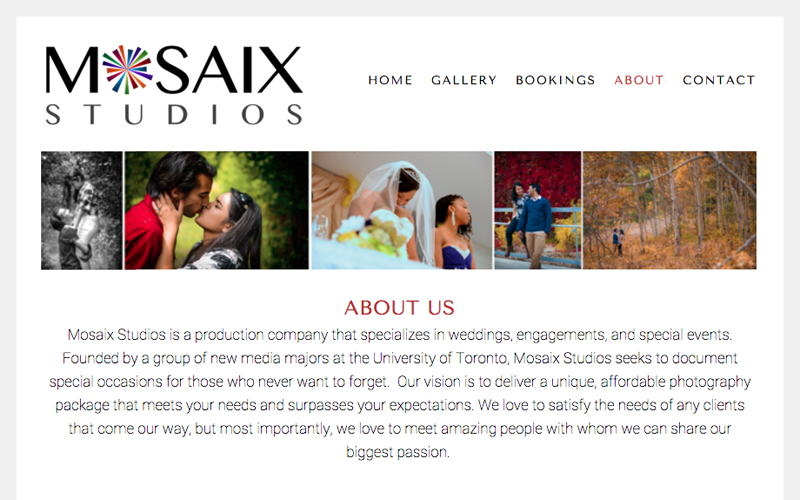 MOSAIX
STUDIOS
HOME GALLERY BOOKINGS ABOUT CONTACT
ABOUT US
Mosaix Studios is a production company that specializes in weddings, engagements, and special events.
Founded by a group of new media majors at the University of Toronto, Mosaix Studios seeks to document
special occasions for those who never want to forget.  Our vision is to deliver a unique, affordable photography
package that meets your needs and surpasses your expectations. We love to satisfy the needs of any clients
that come our way, but most importantly, we love to meet amazing people with whom we can share our
biggest passion.